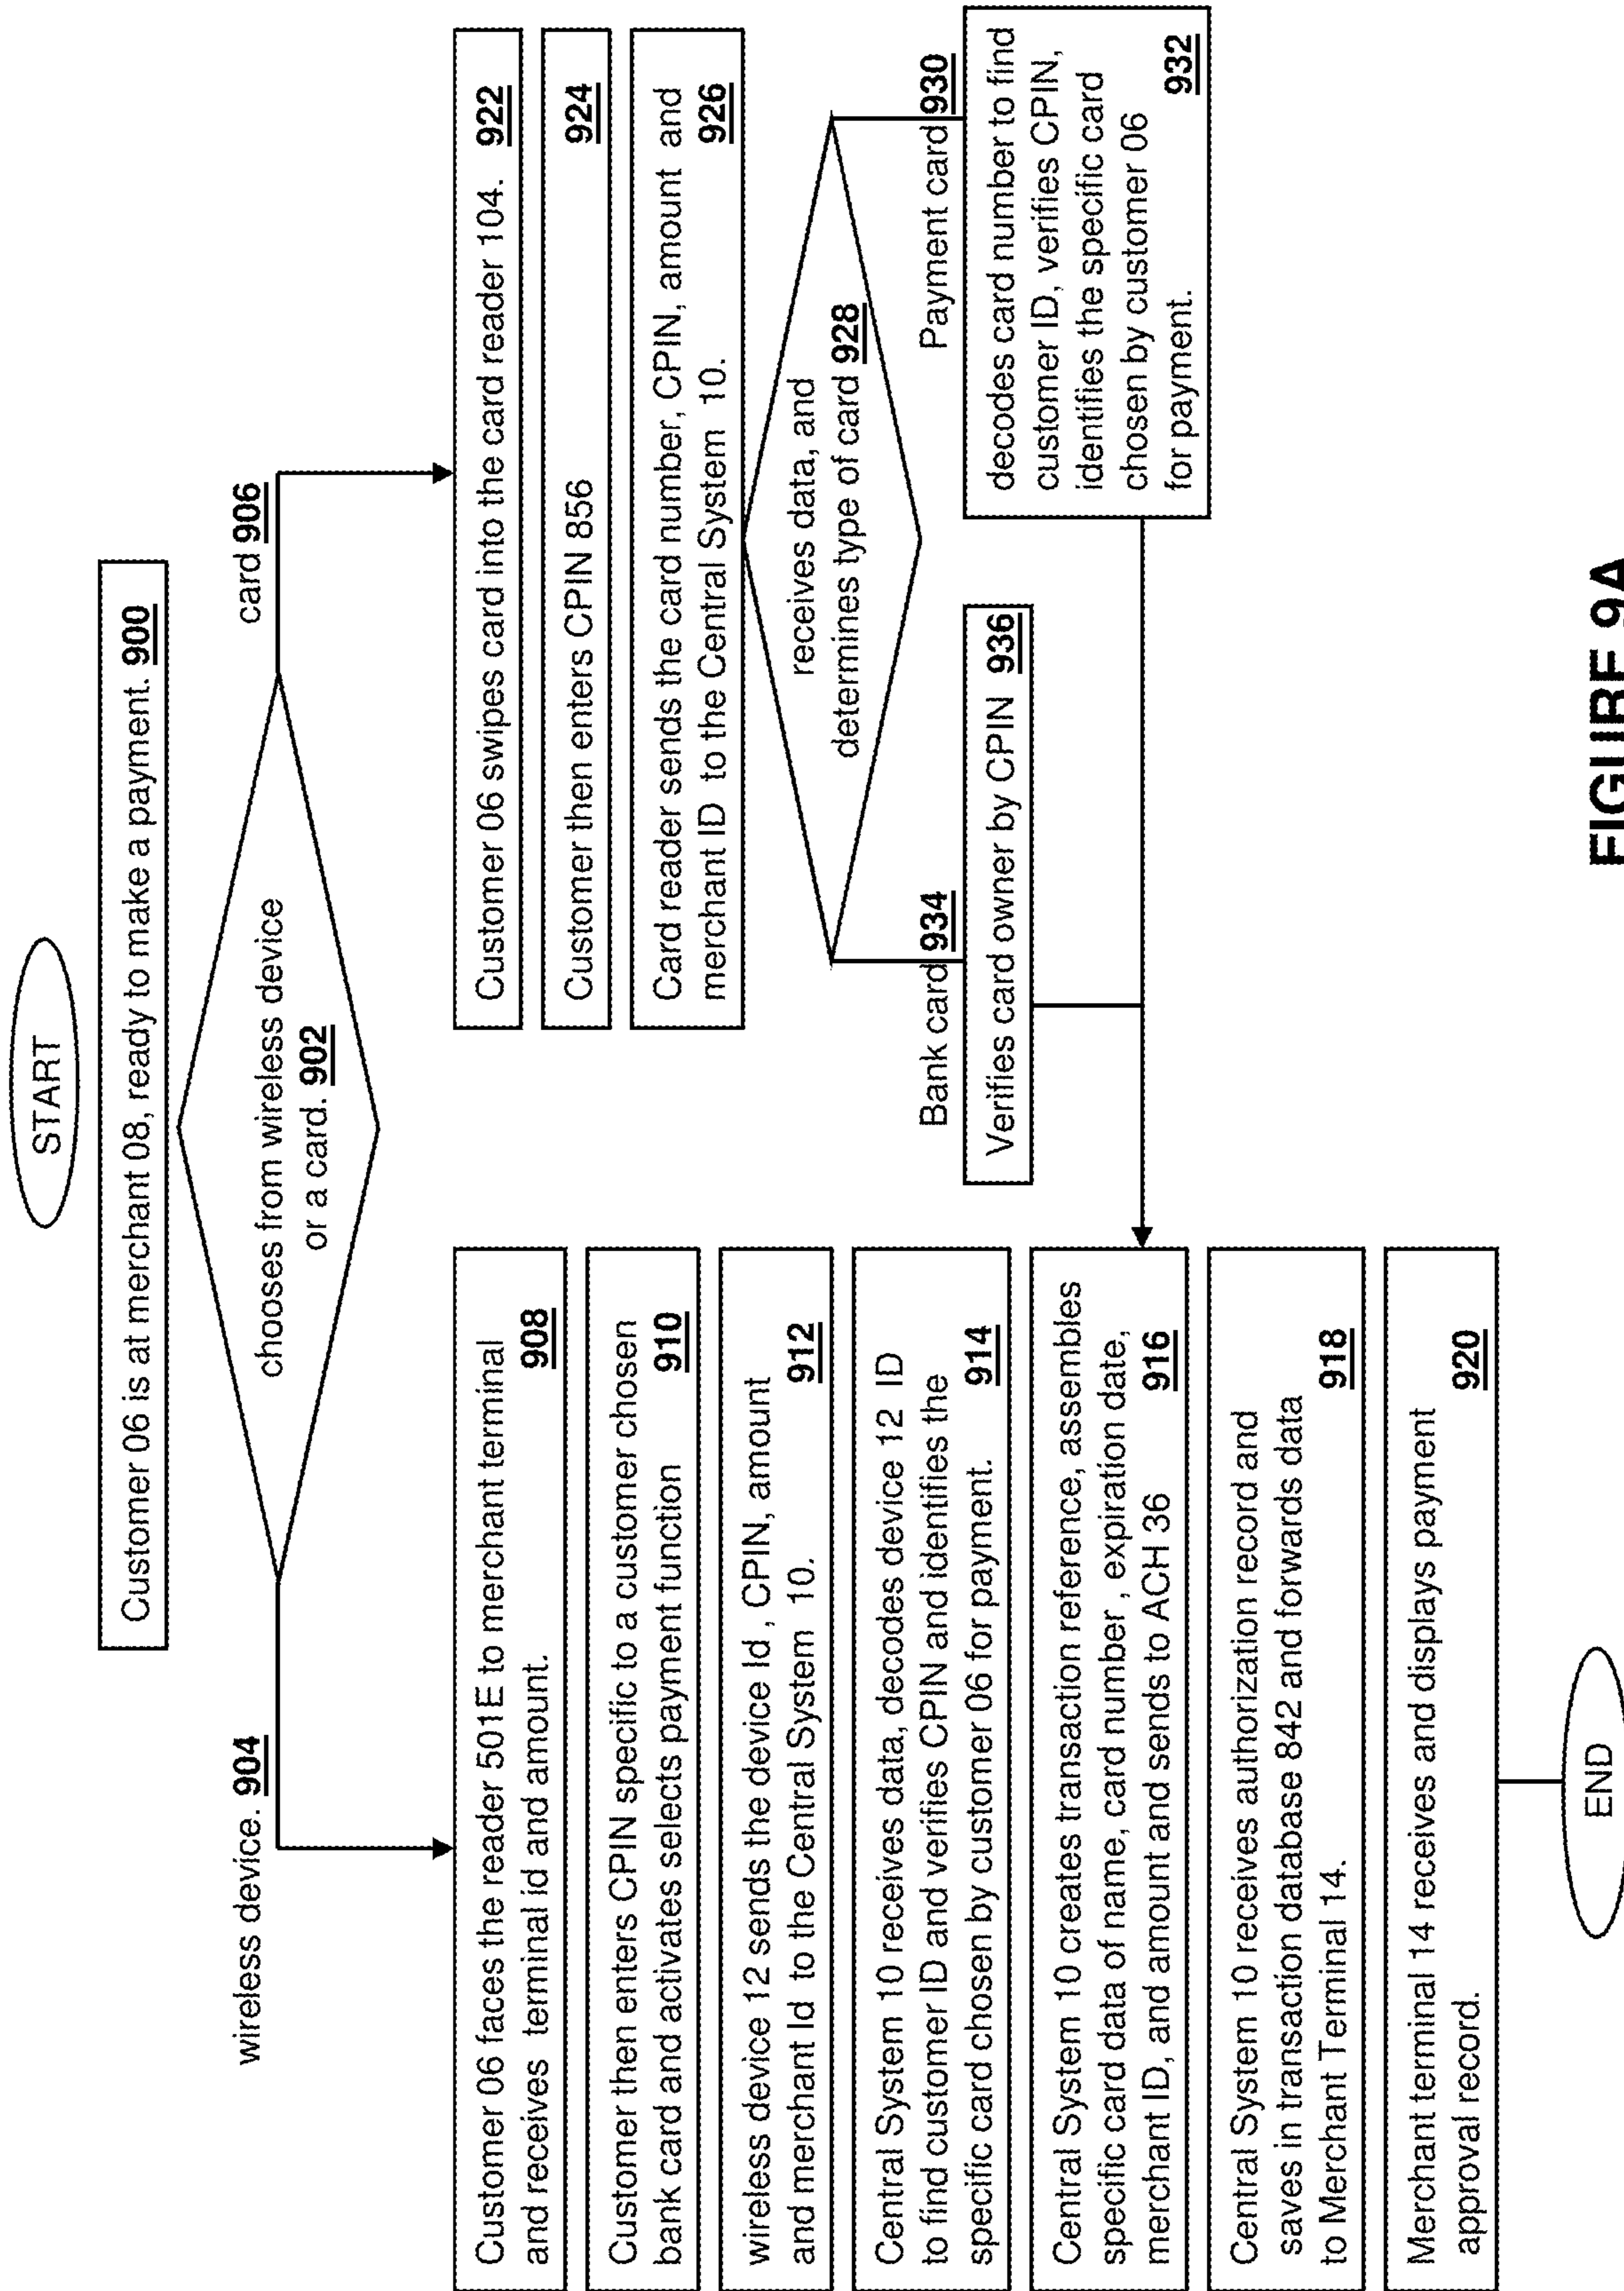 START
Customer 06 is at merchant 08, ready to make a payment. 900
chooses from wireless device
or a card. 902
wireless device. 904
card 906
Customer 06 faces the reader 501E to merchant terminal
and receives terminal id and amount. 908
Customer then enters CPIN specific to a customer chosen
bank card and activates selects payment function 910
wireless device 12 sends the device Id , CPIN, amount
and merchant Id to the Central System 10. 912
Central System 10 receives data, decodes device 12 ID
to find customer ID and verifies CPIN and identifies the
specific card chosen by customer 06 for payment. 914
Central System 10 creates transaction reference, assembles
specific card data of name, card number , expiration date,
merchant ID, and amount and sends to ACH 36 916
Central System 10 receives authorization record and
saves in transaction database 842 and forwards data
to Merchant Terminal 14. 918
Merchant terminal 14 receives and displays payment
approval record. 920
END
Customer 06 swipes card into the card reader 104. 922
Customer then enters CPIN 856 924
Card reader sends the card number, CPIN, amount and
merchant ID to the Central System 10. 926
receives data, and
determines type of card 928
Bank card 934
Payment card 930
Verifies card owner by CPIN 936
decodes card number to find
customer ID, verifies CPIN,
identifies the specific card
chosen by customer 06
for payment. 932
FIGURE 9A